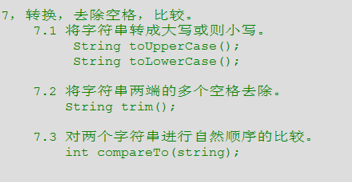 7，转换，去除空格，比较。
7.1 将字符串转成大写或则小写。
String toUpperCase();
String toLowerCase();
7.2 将字符串两端的多个空格去除。
String trim();
7.3 对两个字符串进行自然顺序的比较。
int compareTo(string);